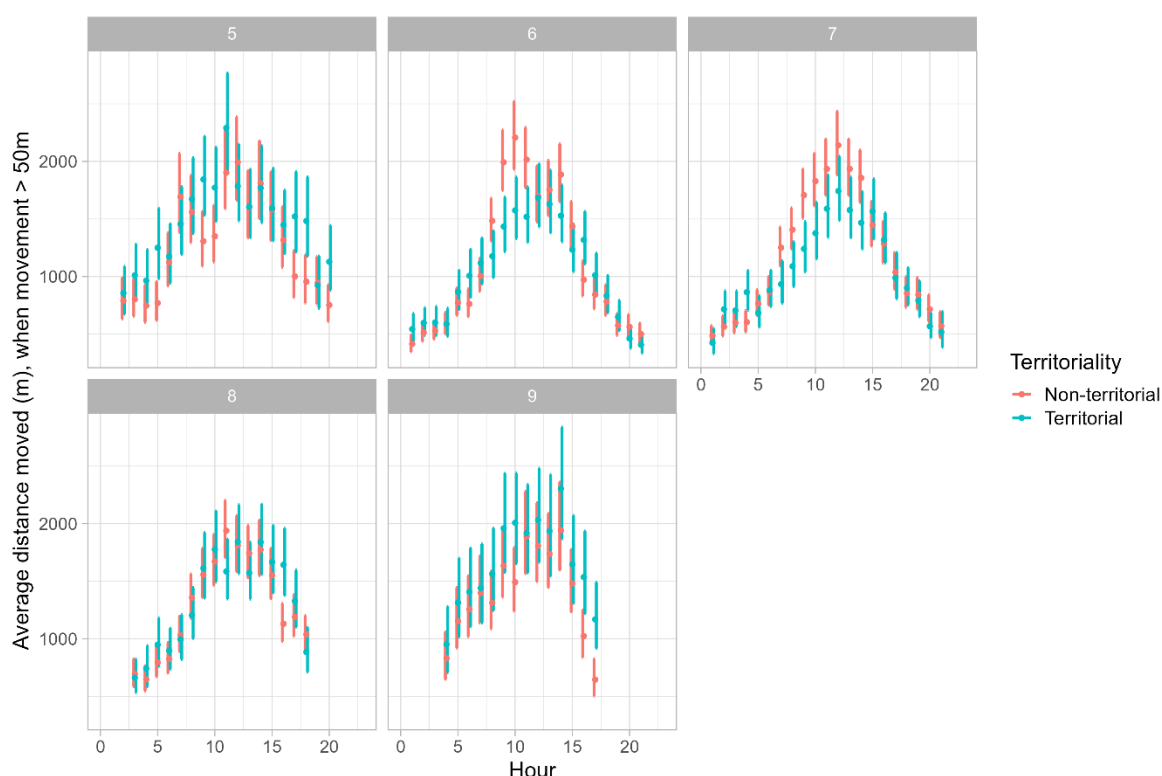 5 6 7
2000
1000
0 5 10 15 20
8 9
2000
1000
0 5 10 15 20 0 5 10 15 20
Hour
Average distance moved (m), when movement > 50m
Territoriality
Non-territorial
Territorial